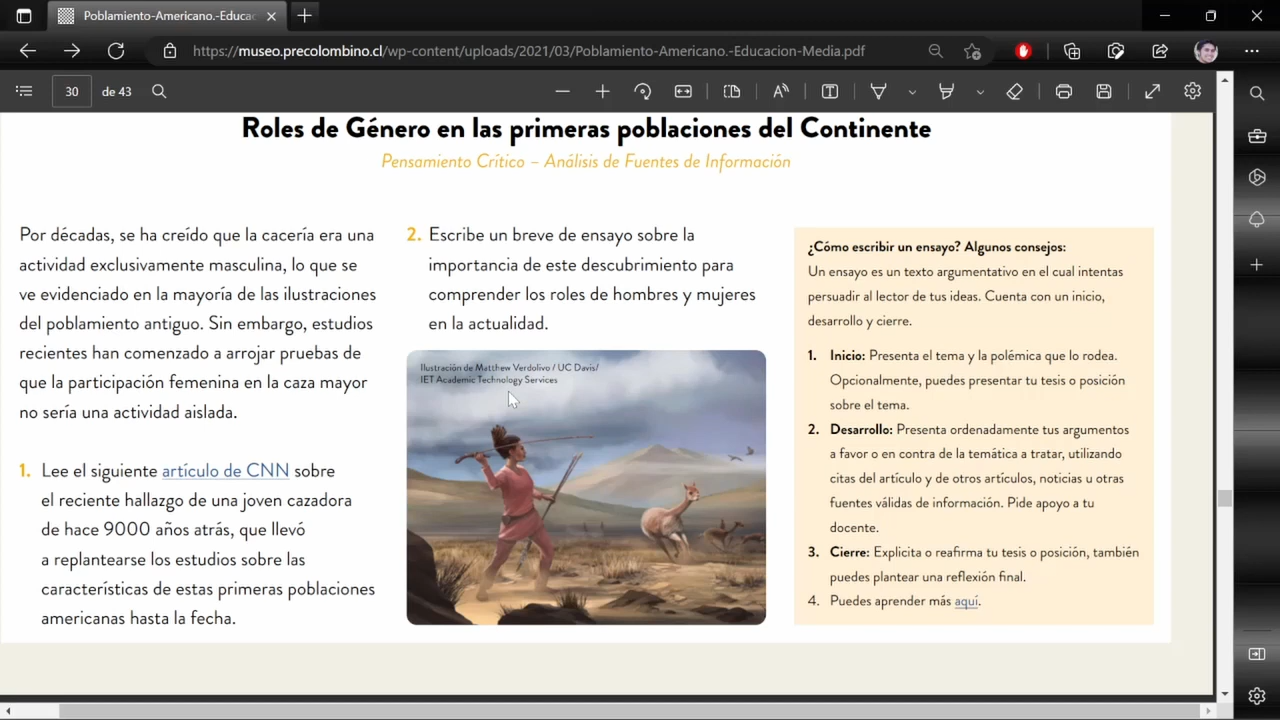 Poblamiento-Americano.-Educac
https://museo.precolombino.cl/wp-content/uploads/2021/03/Poblamiento-Americano.-Educacion-Media.pdf
30 de 43
Roles de Género en las primeras poblaciones del Continente
Pensamiento Crítico – Análisis de Fuentes de Información
Por décadas, se ha creído que la cacería era una
actividad exclusivamente masculina, lo que se
ve evidenciado en la mayoría de las ilustraciones
del poblamiento antiguo. Sin embargo, estudios
recientes han comenzado a arrojar pruebas de
que la participación femenina en la caza mayor
no sería una actividad aislada.
1. Lee el siguiente artículo de CNN sobre
el reciente hallazgo de una joven cazadora
de hace 9000 años atrás, que llevó
a replantearse los estudios sobre las
características de estas primeras poblaciones
americanas hasta la fecha.
2. Escribe un breve de ensayo sobre la
importancia de este descubrimiento para
comprender los roles de hombres y mujeres
en la actualidad.
Ilustración de Matthew Verdolivo / UC Davis/
IET Academic Technology Services
¿Cómo escribir un ensayo? Algunos consejos:
Un ensayo es un texto argumentativo en el cual intentas
persuadir al lector de tus ideas. Cuenta con un inicio,
desarrollo y cierre.
1. Inicio: Presenta el tema y la polémica que lo rodea.
Opcionalmente, puedes presentar tu tesis o posición
sobre el tema.
2. Desarrollo: Presenta ordenadamente tus argumentos
a favor o en contra de la temática a tratar, utilizando
citas del artículo y de otros artículos, noticias u otras
fuentes válidas de información. Pide apoyo a tu
docente.
3. Cierre: Explicita o reafirma tu tesis o posición, también
puedes plantear una reflexión final.
4. Puedes aprender más aquí.